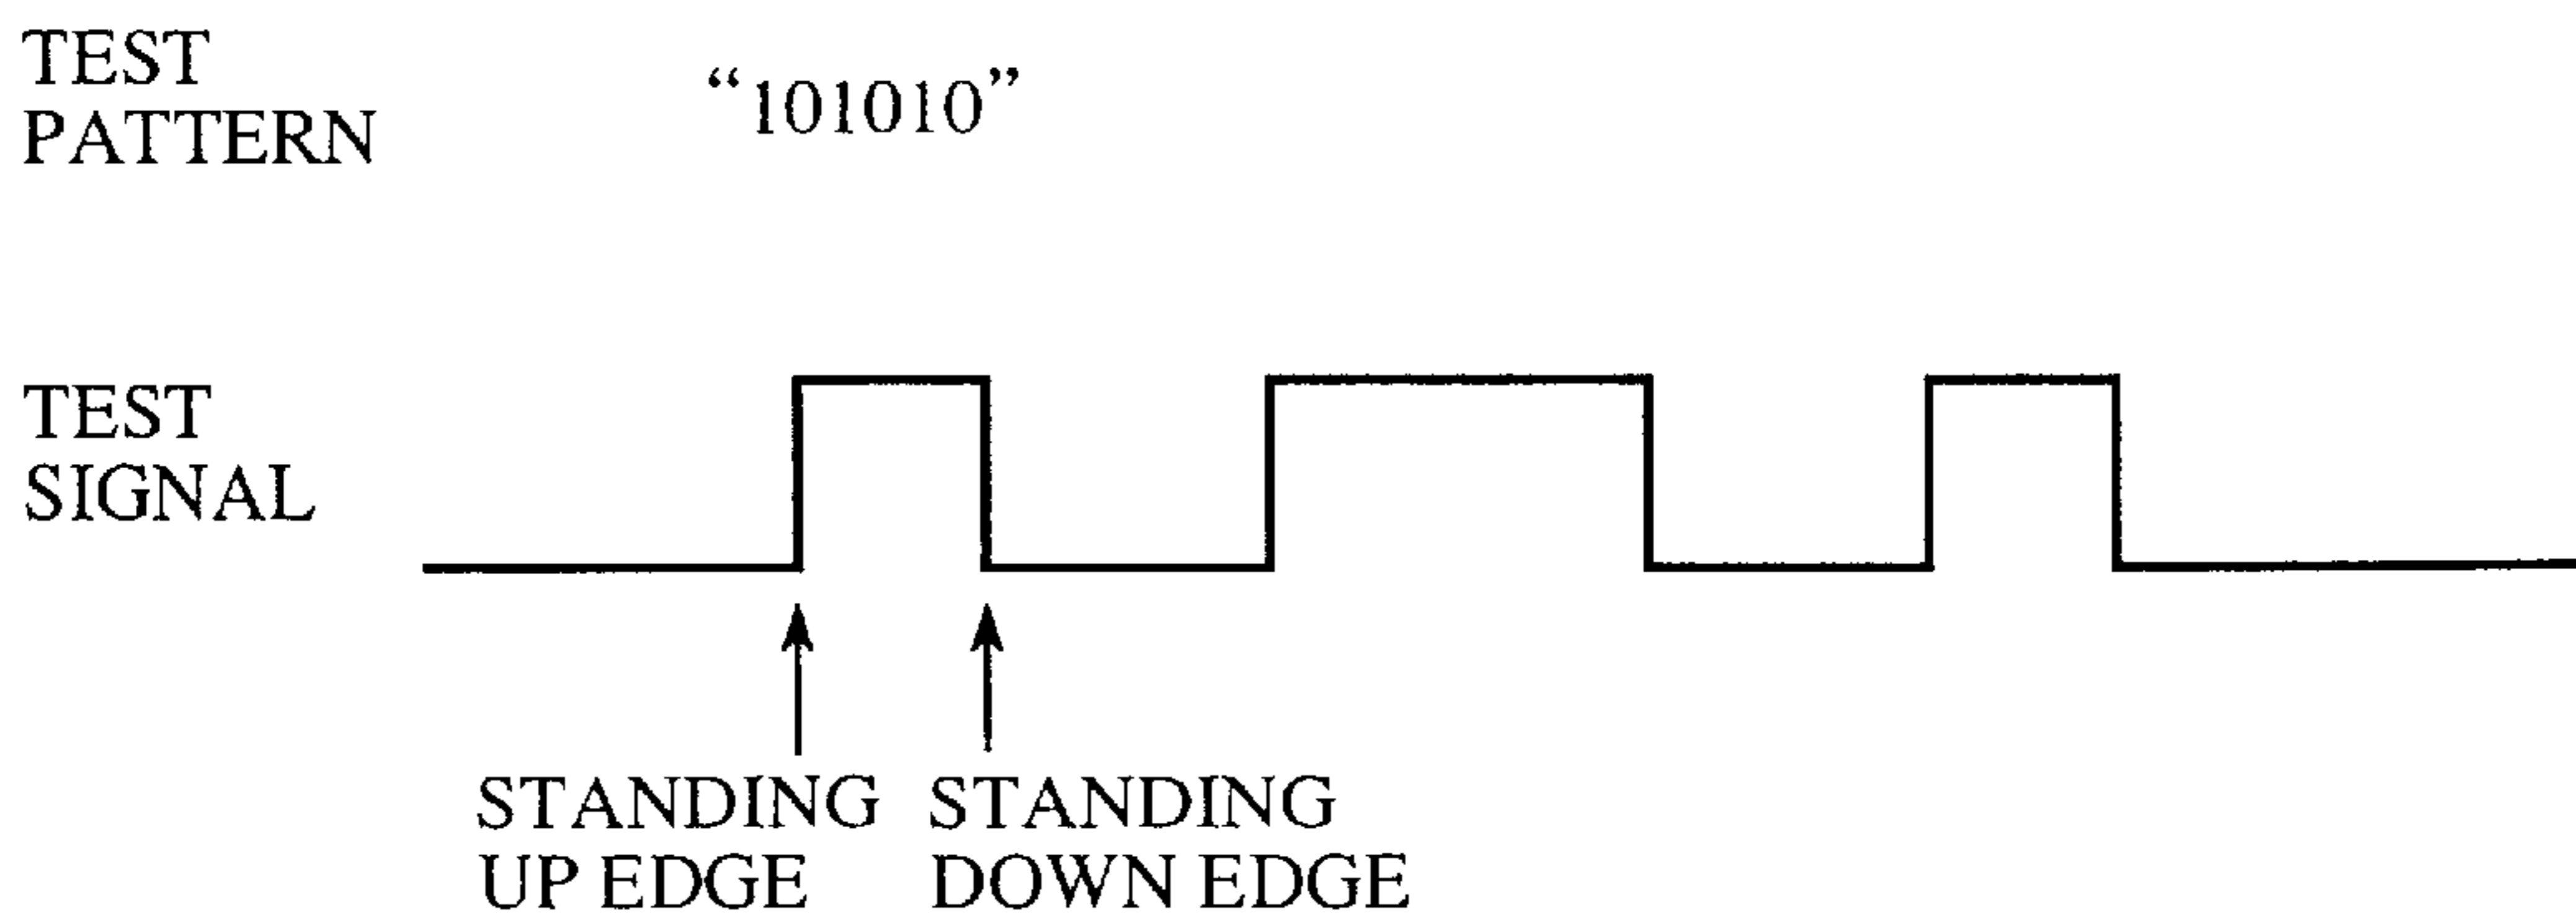 TEST
PATTERN
“101010”
TEST
SIGNAL
STANDING
UP EDGE
STANDING
DOWN EDGE